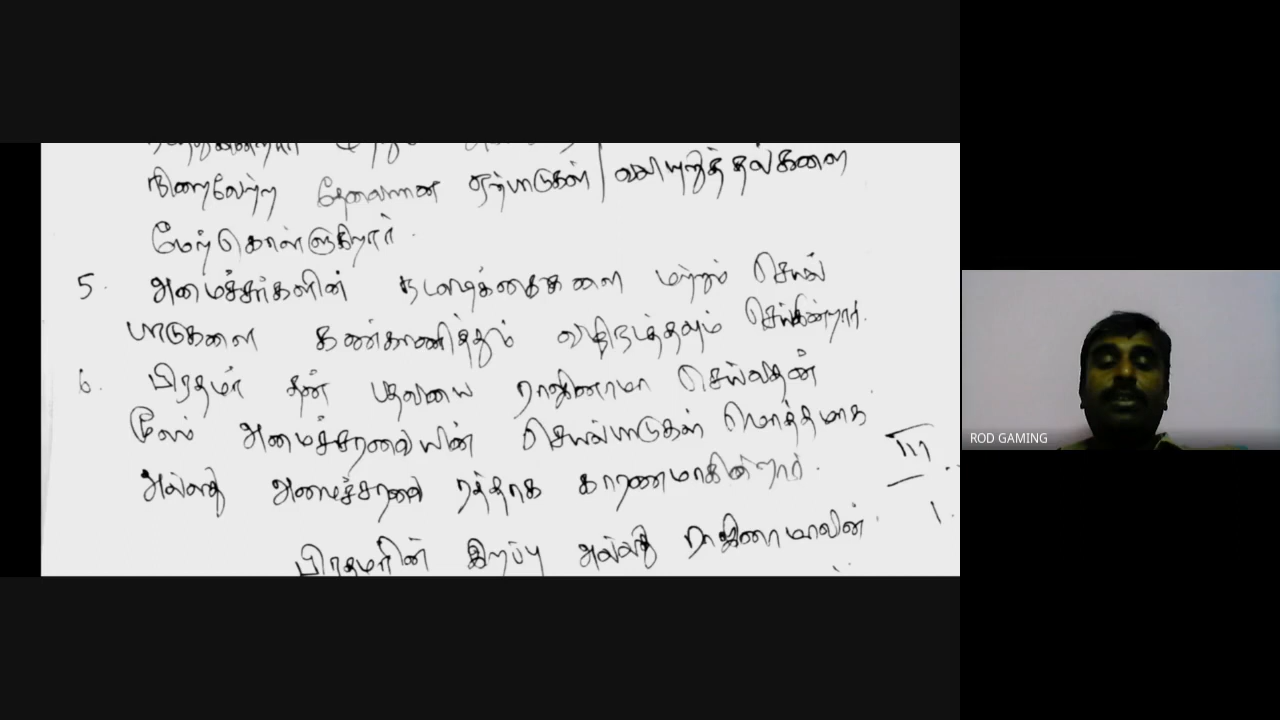 நிறைவேற்ற தேவையான ஏற்பாடுகள் / வலியுறுத்தல்களை
மேற்கொள்ளுகிறார்.
5. அமைச்சர்களின் நடவடிக்கைகளை மற்றும் செயல்
பாடுகளை கண்காணித்தும் வழிநடத்தவும் செய்கின்றார்.
6. பிரதமர் தன் பதவியை ராஜினாமா செய்வதன்
மூலம் அமைச்சரவையின் செயல்பாடுகள் மொத்தமாக
அல்லது அமைச்சரவை ரத்தாக காரணமாகின்றார்.
III
1.
பிரதமரின் இறப்பு அல்லது ராஜினாமாவின்
ROD GAMING